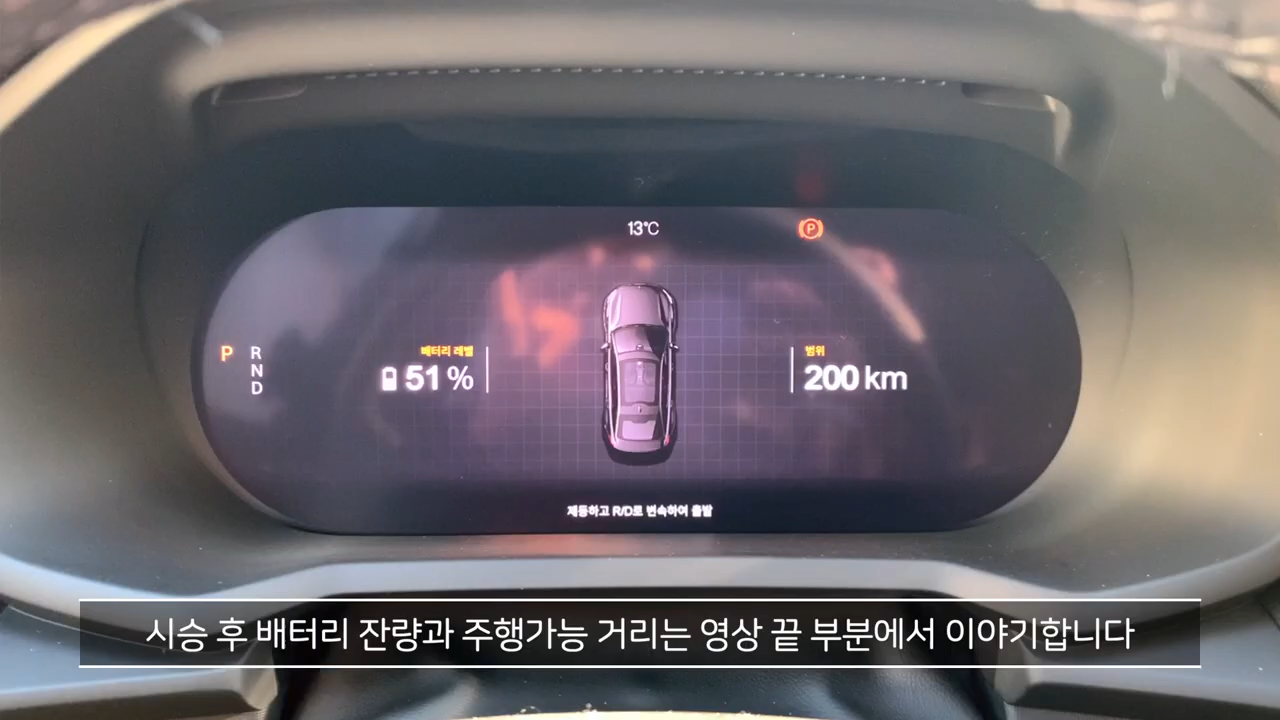 13°C
P
P
R
N
D
배터리 레벨
51 %
범위
200 km
제동하고 R/D로 변속하여 출발
시승 후 배터리 잔량과 주행가능 거리는 영상 끝 부분에서 이야기합니다